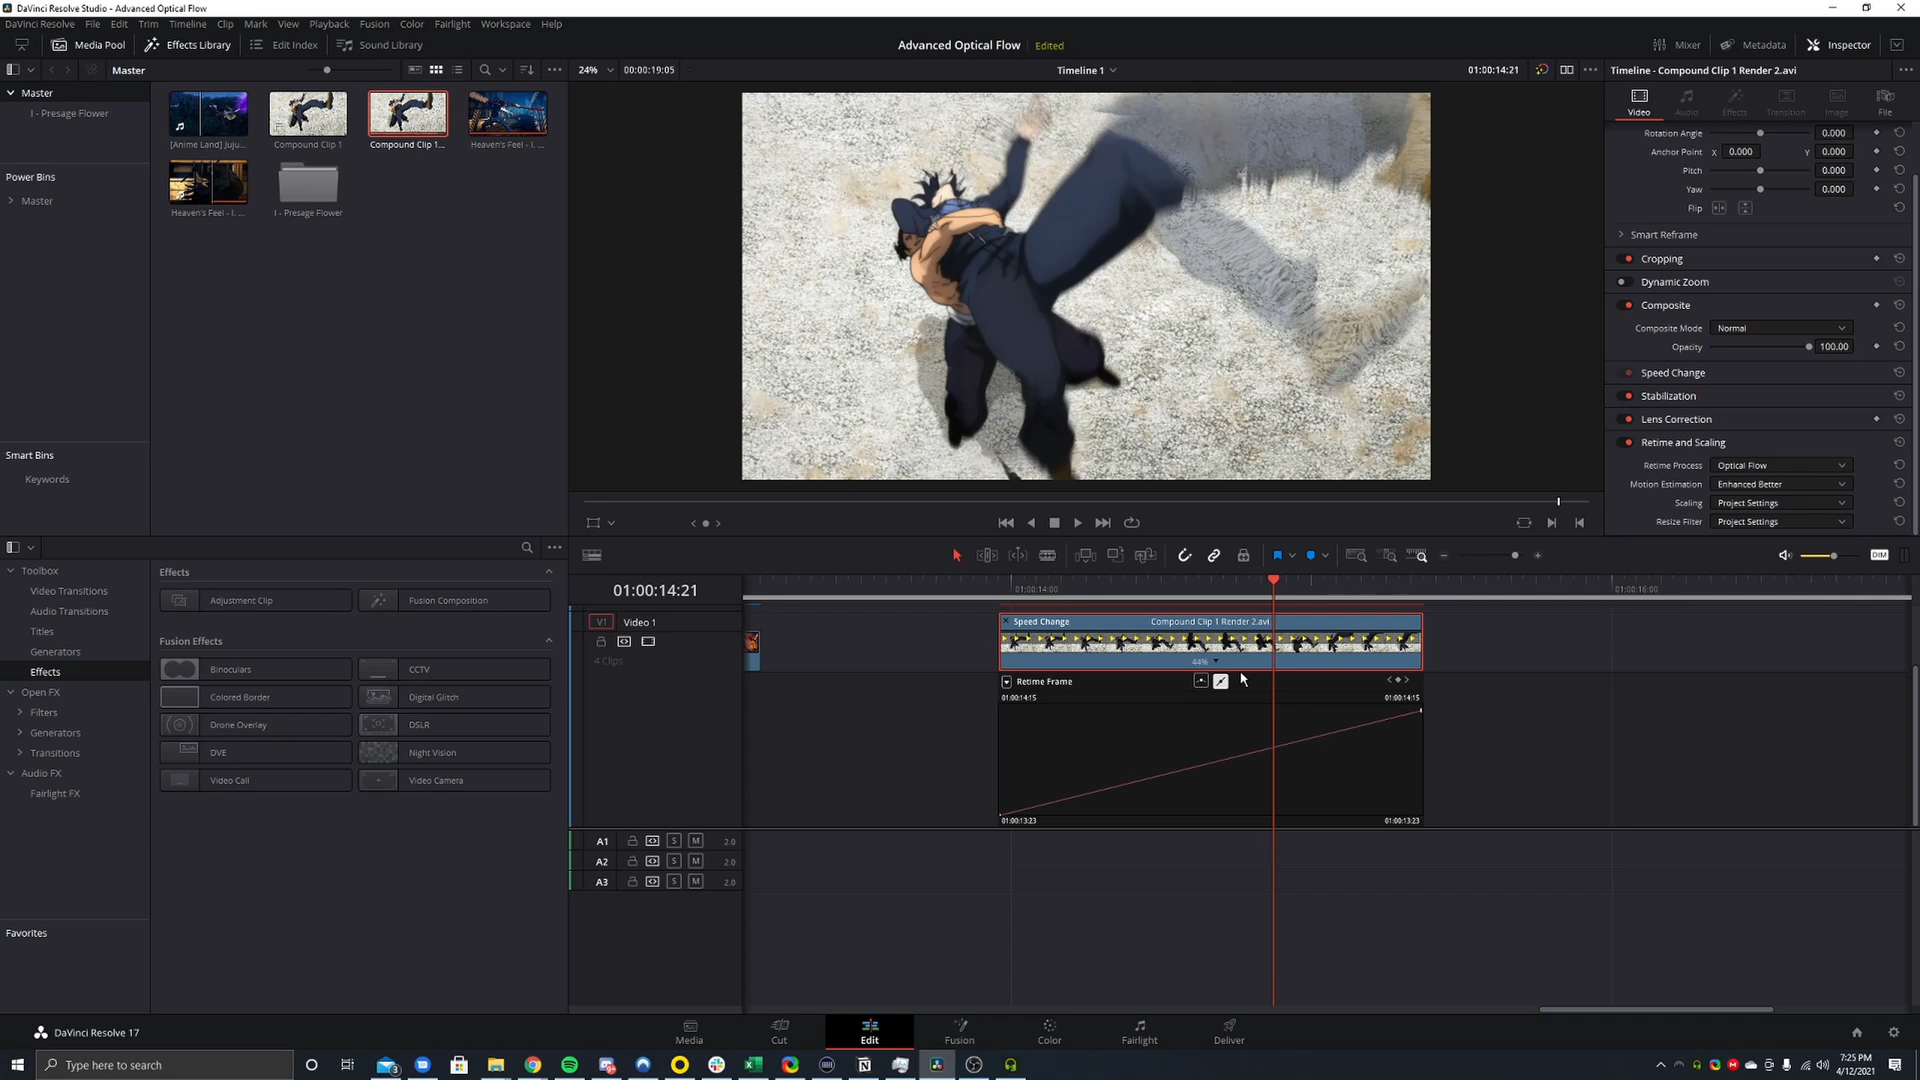 DaVinci Resolve Studio - Advanced Optical Flow
DaVinci Resolve File Edit Trim Timeline Clip Mark View Playback Fusion Color Fairlight Workspace Help
Media Pool Effects Library Edit Index Sound Library Advanced Optical Flow Edited Mixer Metadata Inspector
Master 24% 00:00:19:05 Timeline 1 01:00:14:21 Timeline - Compound Clip 1 Render 2.avi
Master
I - Presage Flower
[Anime Land] Juju... Compound Clip 1 Compound Clip 1... Heaven's Feel - I. ...
Heaven's Feel - I. ... I - Presage Flower
Power Bins
Master
Smart Bins
Keywords
Video Audio Effects Transition Image File
Rotation Angle 0.000
Anchor Point X 0.000 Y 0.000
Pitch 0.000
Yaw 0.000
Flip
Smart Reframe
Cropping
Dynamic Zoom
Composite
Composite Mode Normal
Opacity 100.00
Speed Change
Stabilization
Lens Correction
Retime and Scaling
Retime Process Optical Flow
Motion Estimation Enhanced Better
Scaling Project Settings
Resize Filter Project Settings
Toolbox
Video Transitions
Audio Transitions
Titles
Generators
Effects
Open FX
Filters
Generators
Transitions
Audio FX
Fairlight FX
Favorites
Effects
Adjustment Clip Fusion Composition
Fusion Effects
Binoculars CCTV
Colored Border Digital Glitch
Drone Overlay DSLR
DVE Night Vision
Video Call Video Camera
DIM
01:00:14:21 01:00:14:00 01:00:16:00
V1 Video 1
4 Clips
Speed Change Compound Clip 1 Render 2.avi
44%
Retime Frame
01:00:14:15 01:00:14:15
01:00:13:23 01:00:13:23
A1 S M 2.0
A2 S M 2.0
A3 S M 2.0
DaVinci Resolve 17
Media Cut Edit Fusion Color Fairlight Deliver
Type here to search
7:25 PM
4/12/2021